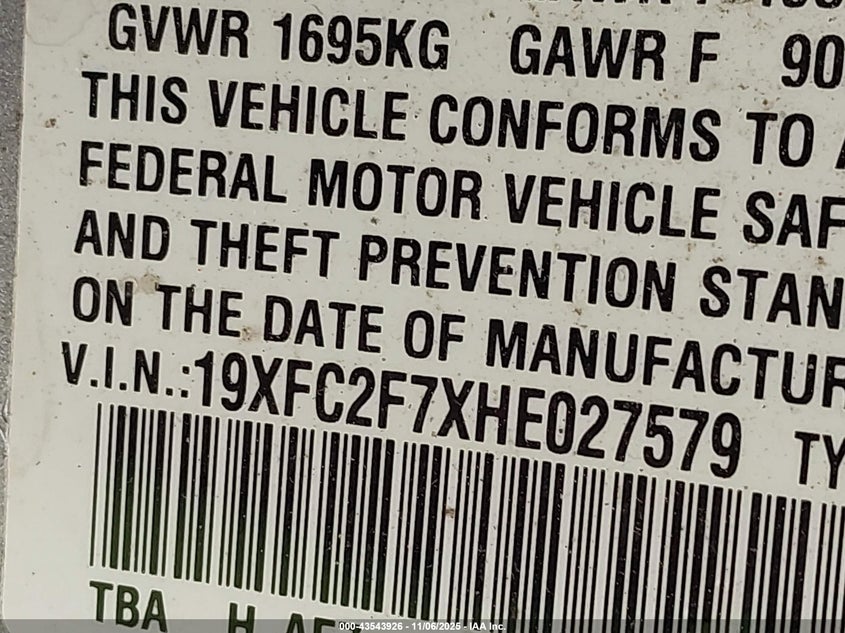 GVWR 1695KG GAWR F 90
THIS VEHICLE CONFORMS TO
FEDERAL MOTOR VEHICLE SAF
AND THEFT PREVENTION STAN
ON THE DATE OF MANUFACTUR
V.I.N.:19XFC2F7XHE027579 TY
TBA H
000-43543926 - 11/06/2025 - IAA Inc.